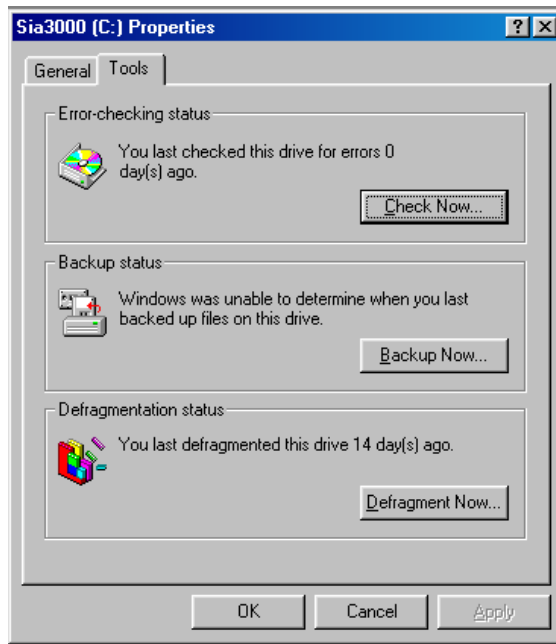 Sia3000 (C:) Properties
General
Tools
Error-checking status
You last checked this drive for errors 0
day(s) ago.
Check Now...
Backup status
Windows was unable to determine when you last
backed up files on this drive.
Backup Now...
Defragmentation status
You last defragmented this drive 14 day(s) ago.
Defragment Now...
OK
Cancel
Apply